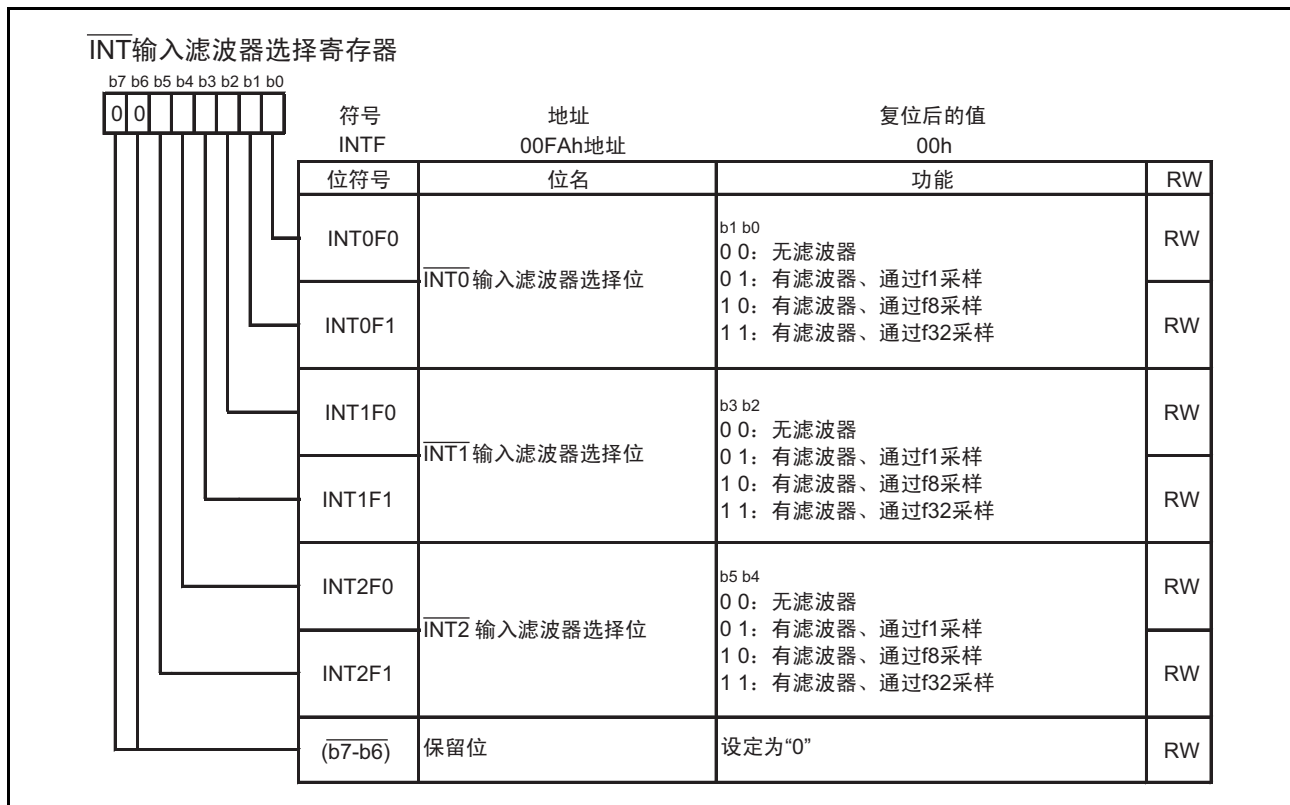 INT输入滤波器选择寄存器
b7 b6 b5 b4 b3 b2 b1 b0
0 0
符号 地址 复位后的值
INTF 00FAh地址 00h
位符号 位名 功能 RW
INT0F0 RW
INT0输入滤波器选择位
b1 b0
0 0：无滤波器
0 1：有滤波器、通过f1采样
1 0：有滤波器、通过f8采样
1 1：有滤波器、通过f32采样
INT0F1 RW
INT1F0 RW
INT1输入滤波器选择位
b3 b2
0 0：无滤波器
0 1：有滤波器、通过f1采样
1 0：有滤波器、通过f8采样
1 1：有滤波器、通过f32采样
INT1F1 RW
INT2F0 RW
INT2 输入滤波器选择位
b5 b4
0 0：无滤波器
0 1：有滤波器、通过f1采样
1 0：有滤波器、通过f8采样
1 1：有滤波器、通过f32采样
INT2F1 RW
(b7-b6) 保留位 设定为“0” RW